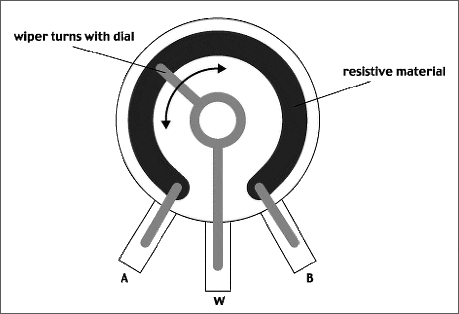 wiper turns with dial
resistive material
A
B
W